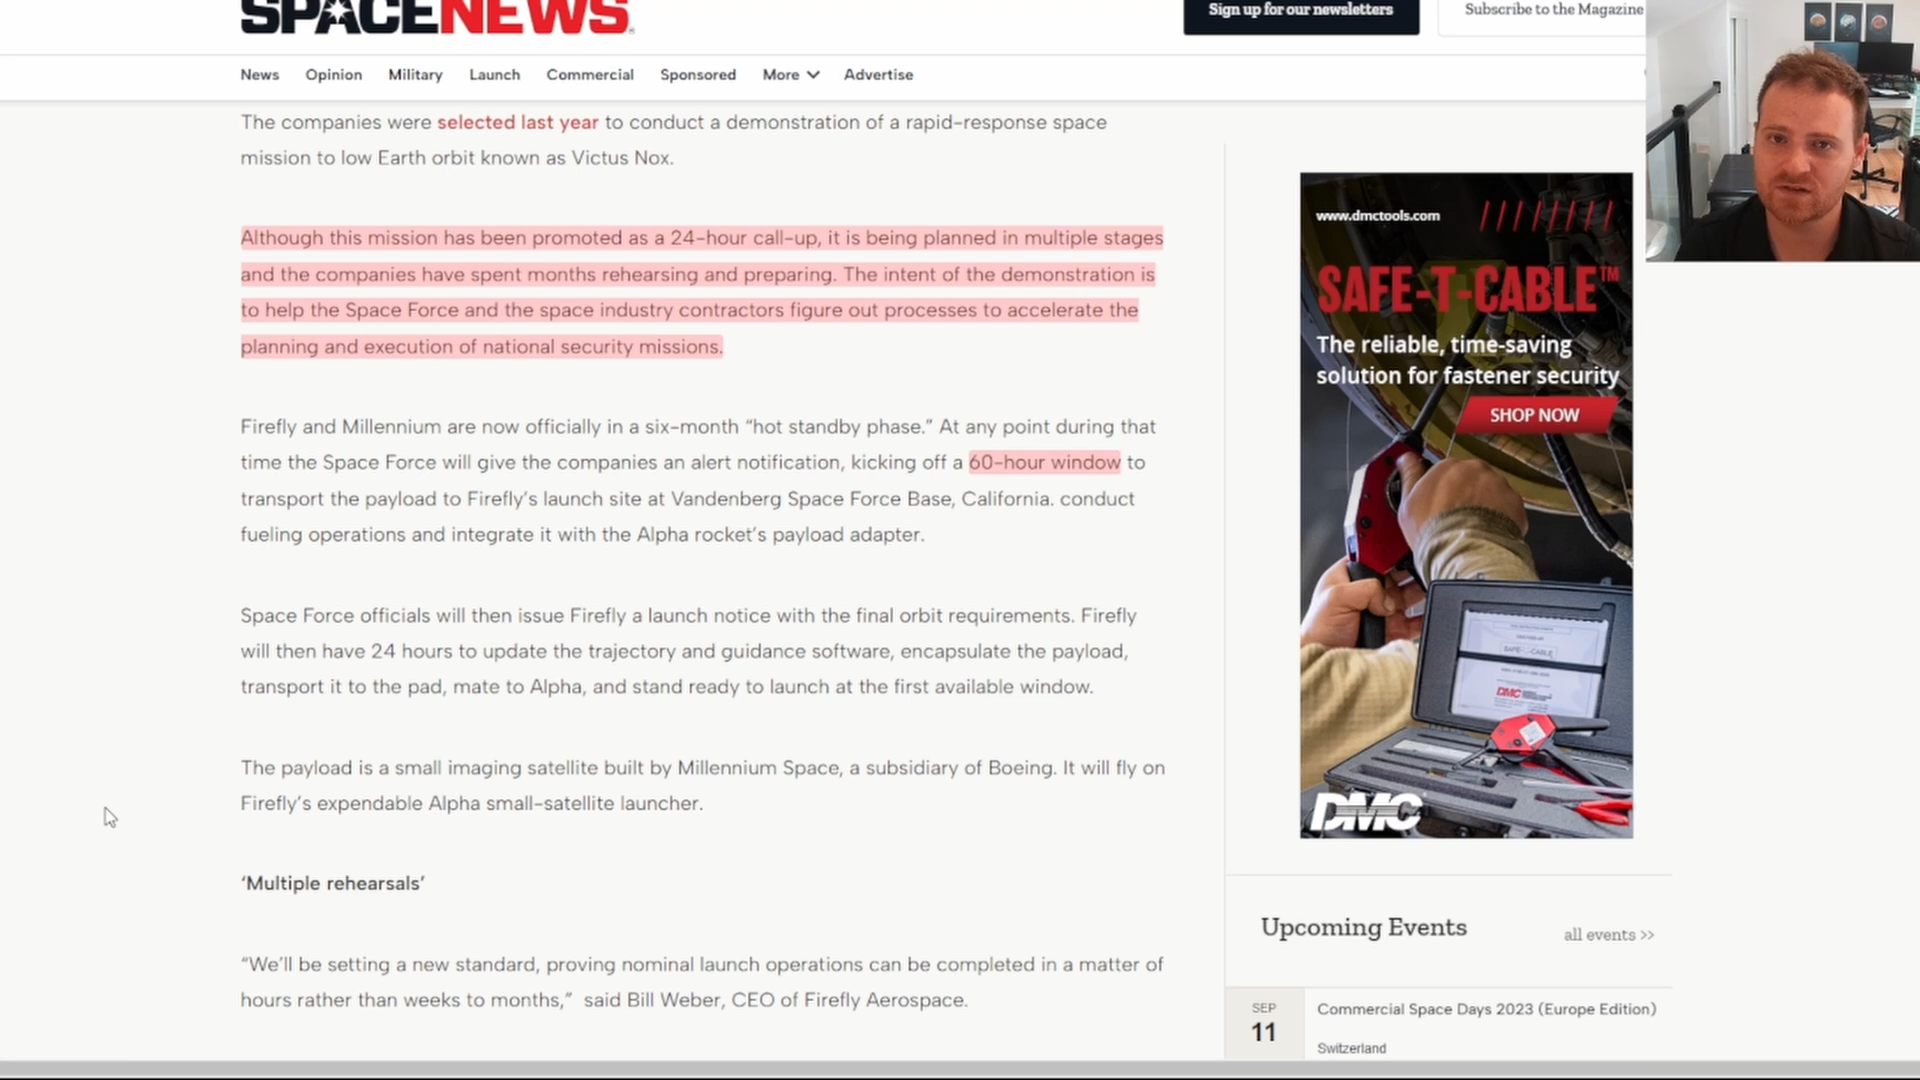 SPACENEWS
Sign up for our newsletters
Subscribe to the Magazine
News Opinion Military Launch Commercial Sponsored More Advertise
The companies were selected last year to conduct a demonstration of a rapid-response space
mission to low Earth orbit known as Victus Nox.
Although this mission has been promoted as a 24-hour call-up, it is being planned in multiple stages
and the companies have spent months rehearsing and preparing. The intent of the demonstration is
to help the Space Force and the space industry contractors figure out processes to accelerate the
planning and execution of national security missions.
Firefly and Millennium are now officially in a six-month “hot standby phase.” At any point during that
time the Space Force will give the companies an alert notification, kicking off a 60-hour window to
transport the payload to Firefly’s launch site at Vandenberg Space Force Base, California. conduct
fueling operations and integrate it with the Alpha rocket’s payload adapter.
Space Force officials will then issue Firefly a launch notice with the final orbit requirements. Firefly
will then have 24 hours to update the trajectory and guidance software, encapsulate the payload,
transport it to the pad, mate to Alpha, and stand ready to launch at the first available window.
The payload is a small imaging satellite built by Millennium Space, a subsidiary of Boeing. It will fly on
Firefly’s expendable Alpha small-satellite launcher.
‘Multiple rehearsals’
“We’ll be setting a new standard, proving nominal launch operations can be completed in a matter of
hours rather than weeks to months,”  said Bill Weber, CEO of Firefly Aerospace.
www.dmctools.com
SAFE-T-CABLE™
The reliable, time-saving
solution for fastener security
SHOP NOW
SAFE-T-CABLE
DMC
DMC
Upcoming Events
all events >>
SEP
11
Commercial Space Days 2023 (Europe Edition)
Switzerland